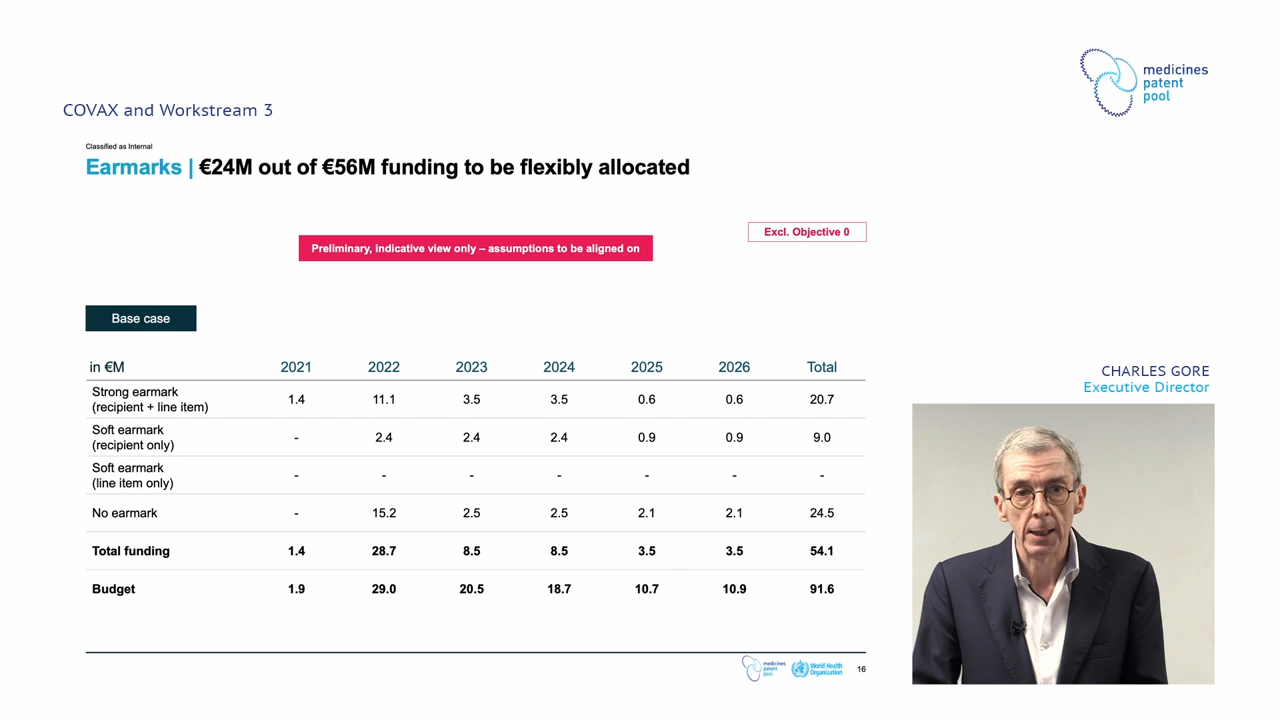 medicines
patent
pool
COVAX and Workstream 3
Classified as Internal
Earmarks | €24M out of €56M funding to be flexibly allocated
Excl. Objective 0
Preliminary, indicative view only – assumptions to be aligned on
Base case
in €M 2021 2022 2023 2024 2025 2026 Total
Strong earmark
(recipient + line item) 1.4 11.1 3.5 3.5 0.6 0.6 20.7
Soft earmark
(recipient only) - 2.4 2.4 2.4 0.9 0.9 9.0
Soft earmark
(line item only) - - - - - - -
No earmark - 15.2 2.5 2.5 2.1 2.1 24.5
Total funding 1.4 28.7 8.5 8.5 3.5 3.5 54.1
Budget 1.9 29.0 20.5 18.7 10.7 10.9 91.6
CHARLES GORE
Executive Director
medicines
patent
pool
World Health
Organization
16